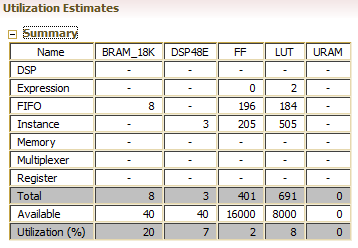 Utilization Estimates
Summary
Name BRAM_18K DSP48E FF LUT URAM
DSP - - - - -
Expression - - 0 2 -
FIFO 8 - 196 184 -
Instance - 3 205 505 -
Memory - - - - -
Multiplexer - - - - -
Register - - - - -
Total 8 3 401 691 0
Available 40 40 16000 8000 0
Utilization (%) 20 7 2 8 0